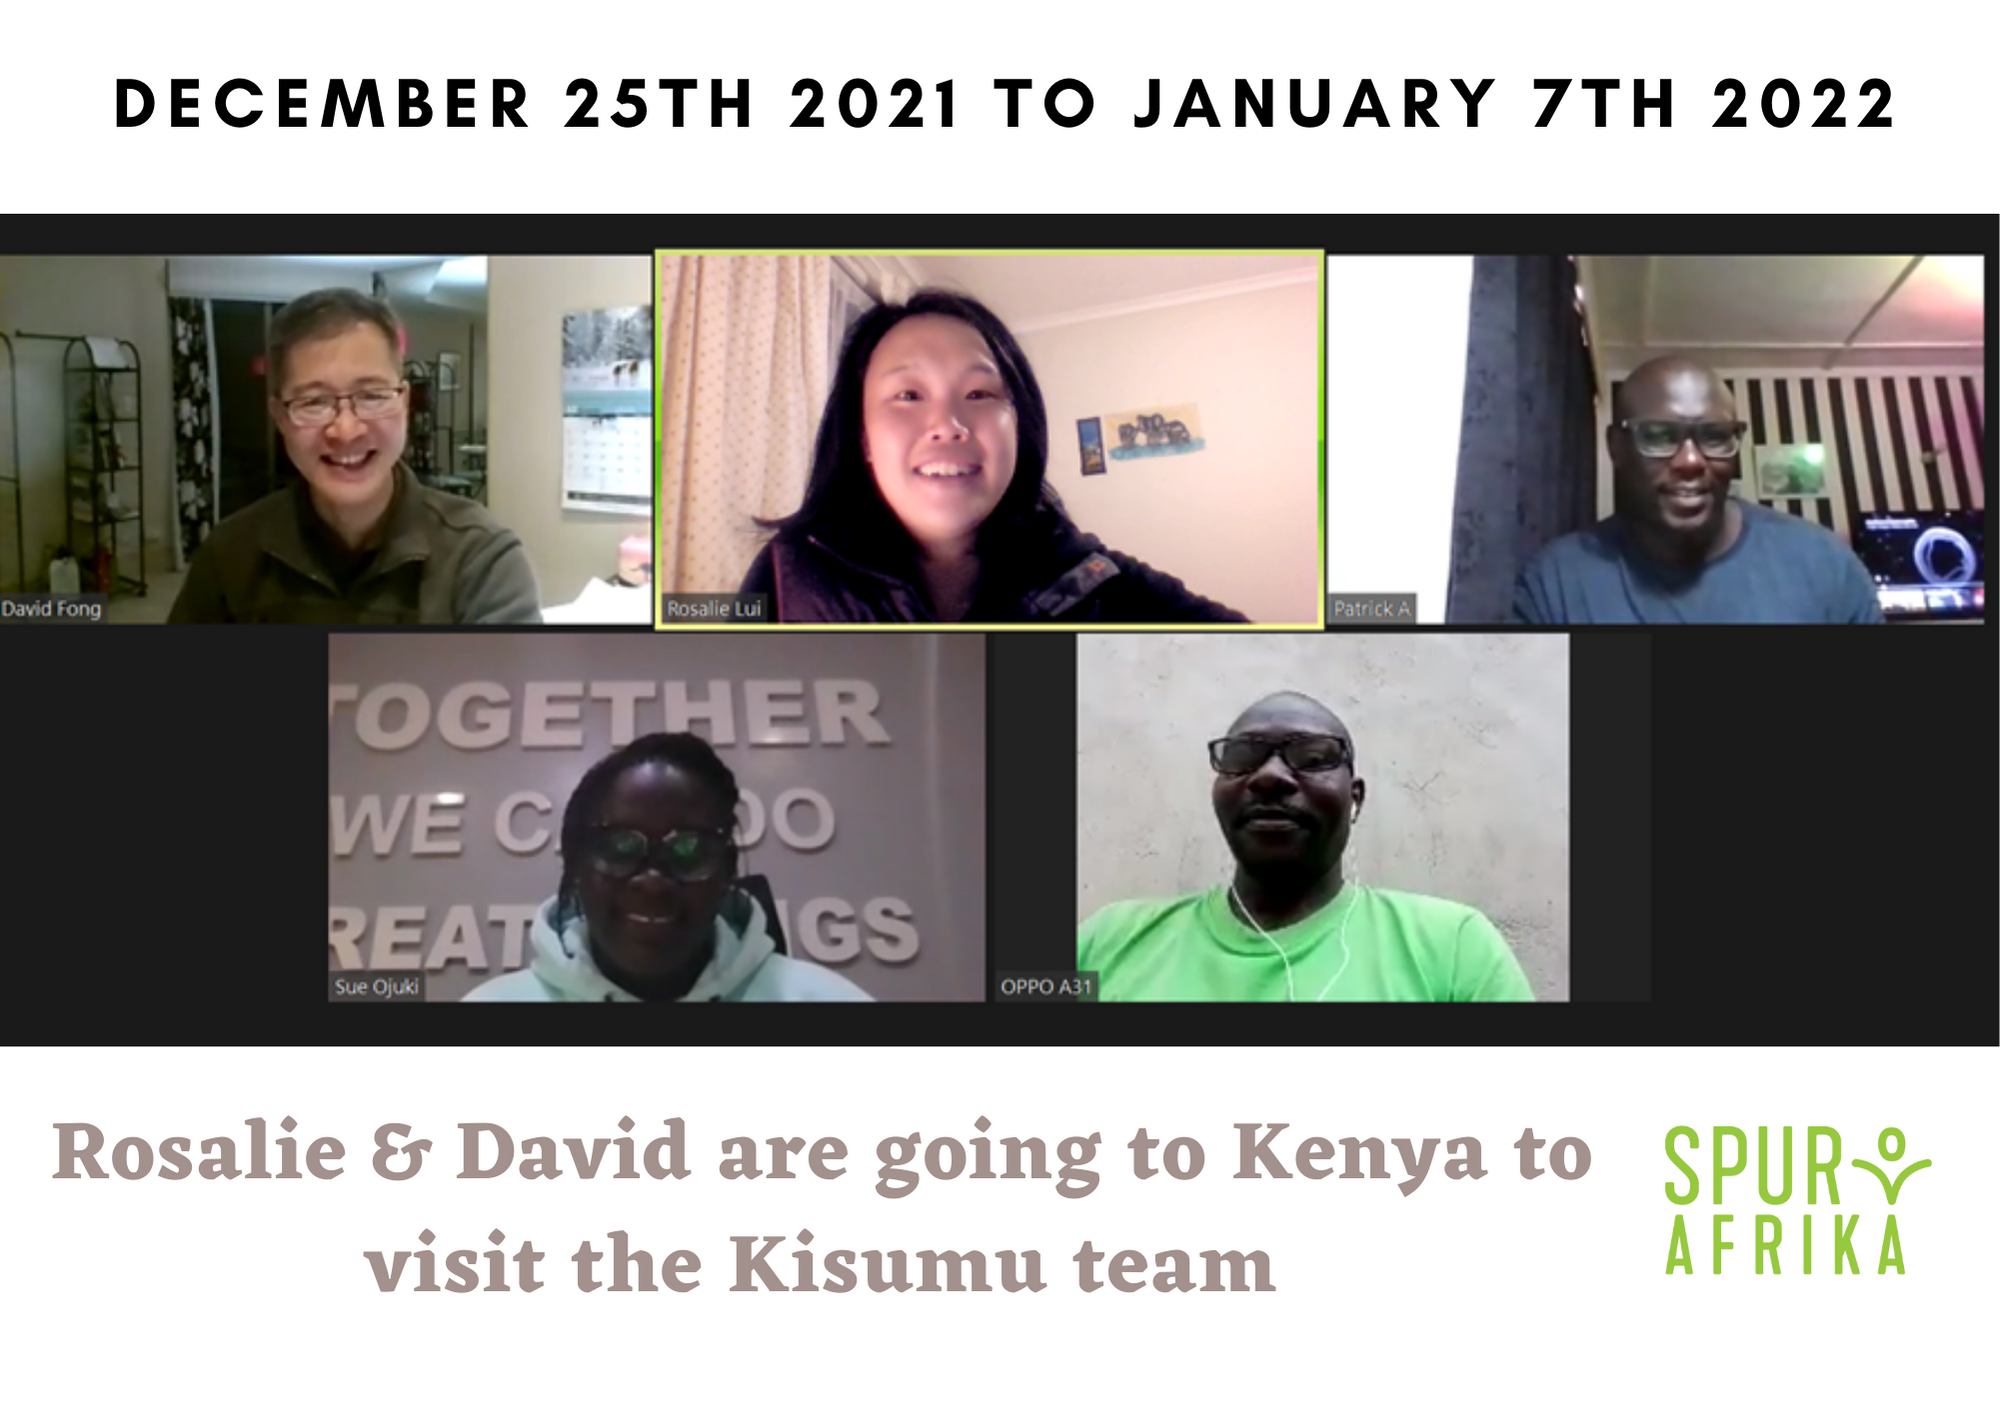 DECEMBER 25TH 2021 TO JANUARY 7TH 2022
David Fong
Rosalie Lui
Patrick A
TOGETHER
WE C DO
REAT NGS
Sue Ojuki
OPPO A31
Rosalie & David are going to Kenya to
visit the Kisumu team
SPUR
AFRIKA